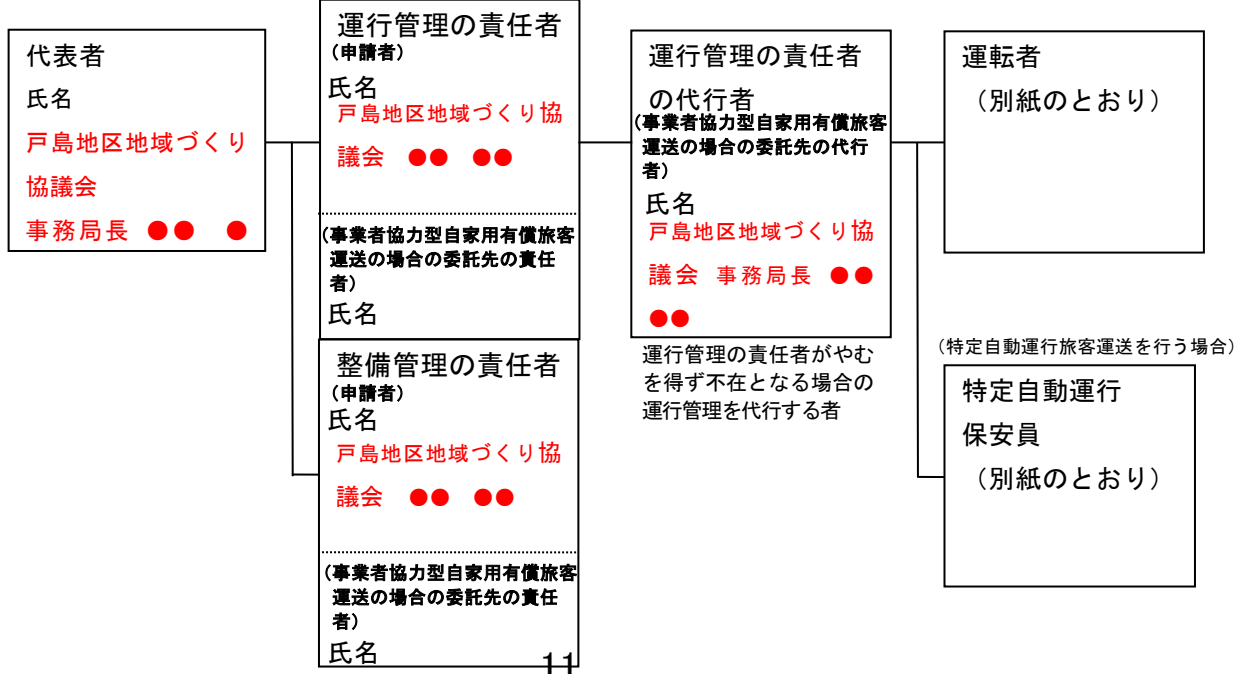 代表者
氏名
戸島地区地域づくり
協議会
事務局長 ●● ●
運行管理の責任者
(申請者)
氏名
戸島地区地域づくり協
議会 ●● ●●
(事業者協力型自家用有償旅客
運送の場合の委託先の責任
者)
氏名
整備管理の責任者
(申請者)
氏名
戸島地区地域づくり協
議会 ●● ●●
(事業者協力型自家用有償旅客
運送の場合の委託先の責任
者)
氏名
運行管理の責任者
の代行者
(事業者協力型自家用有償旅客
運送の場合の委託先の代行
者)
氏名
戸島地区地域づくり協
議会 事務局長 ●●
●●
運行管理の責任者がやむ
を得ず不在となる場合の
運行管理を代行する者
運転者
（別紙のとおり）
(特定自動運行旅客運送を行う場合)
特定自動運行
保安員
（別紙のとおり）
11